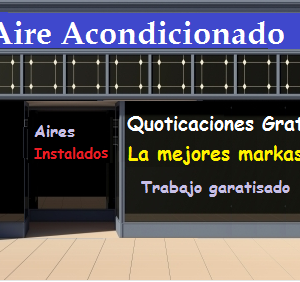 Aire Acondicionado
Aires
Instalados
Quoticaciones Grat
La mejores markas
Trabajo garatisado